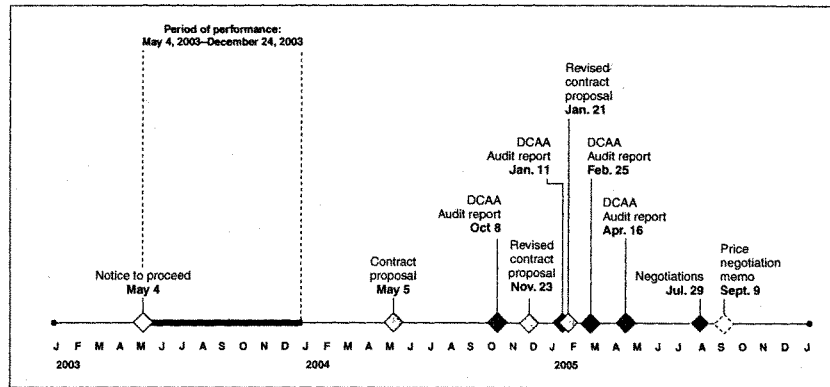 Period of performance:
May 4, 2003–December 24, 2003
Revised
contract
proposal
Jan. 21
DCAA
Audit report
Jan. 11
DCAA
Audit report
Feb. 25
DCAA
Audit report
Oct 8
DCAA
Audit report
Apr. 16
Notice to proceed
May 4
Contract
proposal
May 5
Revised
contract
proposal
Nov. 23
Negotiations
Jul. 29
Price
negotiation
memo
Sept. 9
J F M A M J J A S O N D J F M A M J J A S O N D J F M A M J J A S O N D J
2003 2004 2005